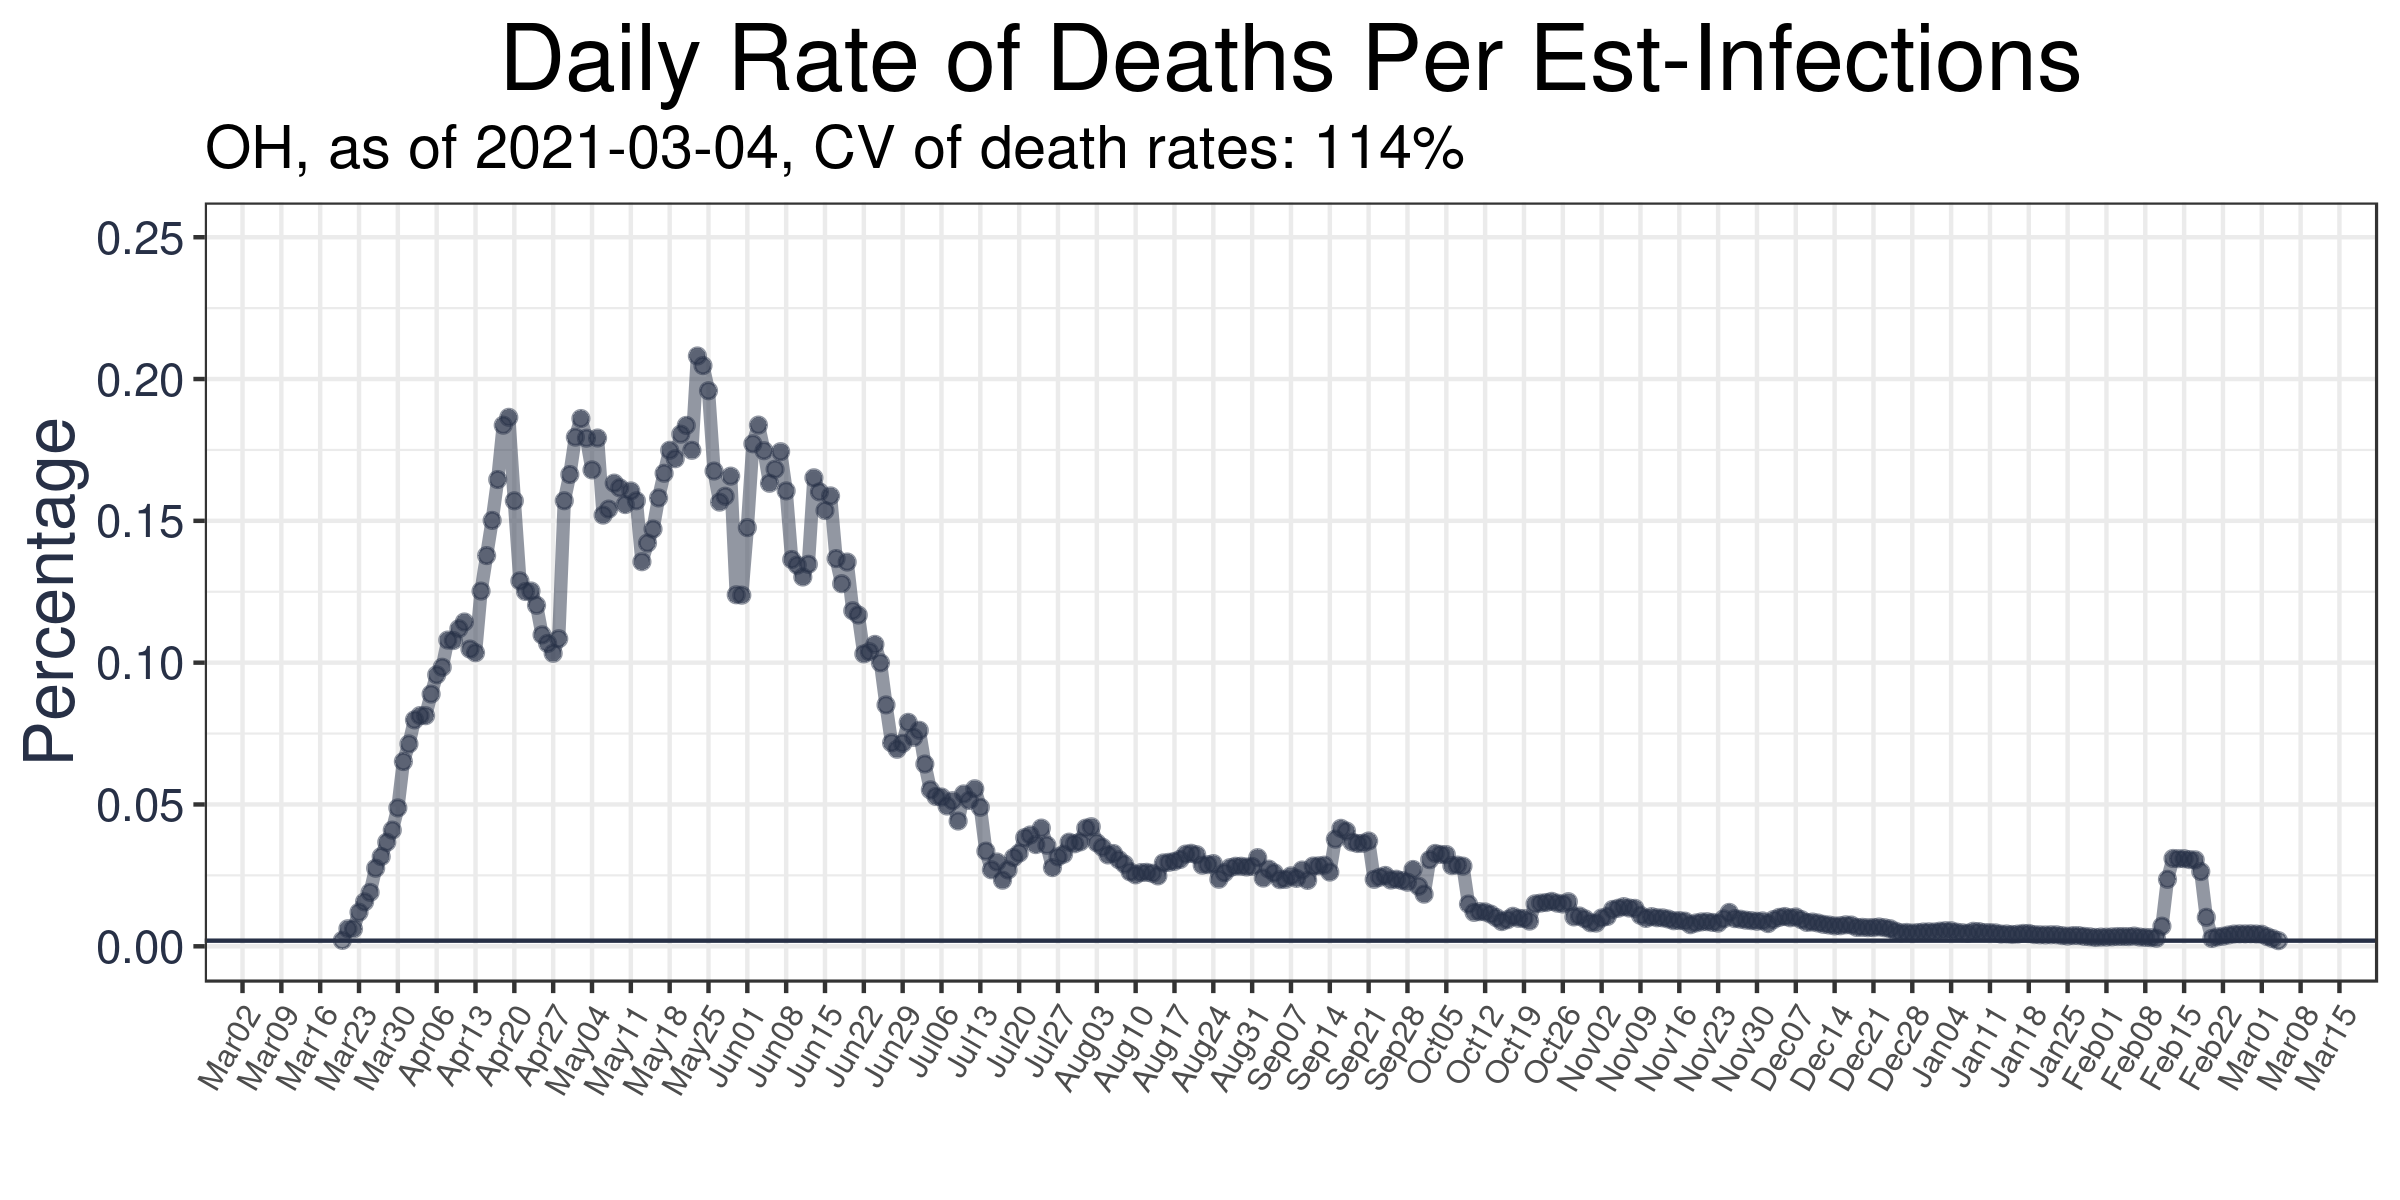 Daily Rate of Deaths Per Est-Infections
OH, as of 2021-03-04, CV of death rates: 114%
Percentage
0.25
0.20
0.15
0.10
0.05
0.00
Mar02
Mar09
Mar16
Mar23
Mar30
Apr06
Apr13
Apr20
Apr27
May04
May11
May18
May25
Jun01
Jun08
Jun15
Jun22
Jun29
Jul06
Jul13
Jul20
Jul27
Aug03
Aug10
Aug17
Aug24
Aug31
Sep07
Sep14
Sep21
Sep28
Oct05
Oct12
Oct19
Oct26
Nov02
Nov09
Nov16
Nov23
Nov30
Dec07
Dec14
Dec21
Dec28
Jan04
Jan11
Jan18
Jan25
Feb01
Feb08
Feb15
Feb22
Mar01
Mar08
Mar15